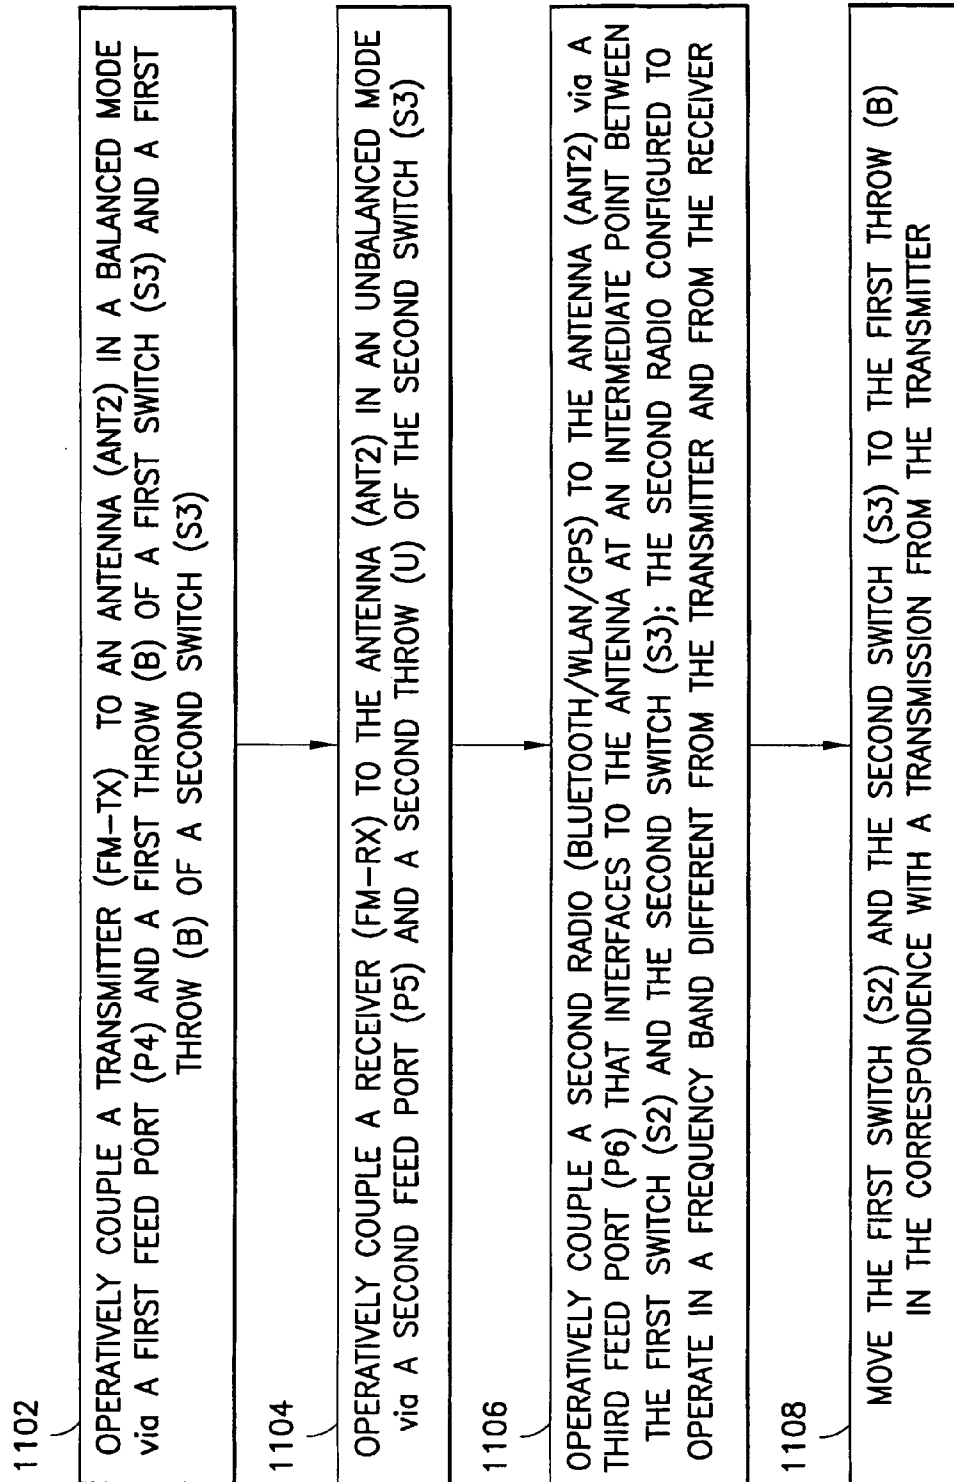 1102
OPERATIVELY COUPLE A TRANSMITTER (FM-TX) TO AN ANTENNA (ANT2) IN A BALANCED MODE
via A FIRST FEED PORT (P4) AND A FIRST THROW (B) OF A FIRST SWITCH (S3) AND A FIRST
THROW (B) OF A SECOND SWITCH (S3)
1104
OPERATIVELY COUPLE A RECEIVER (FM-RX) TO THE ANTENNA (ANT2) IN AN UNBALANCED MODE
via A SECOND FEED PORT (P5) AND A SECOND THROW (U) OF THE SECOND SWITCH (S3)
1106
OPERATIVELY COUPLE A SECOND RADIO (BLUETOOTH/WLAN/GPS) TO THE ANTENNA (ANT2) via A
THIRD FEED PORT (P6) THAT INTERFACES TO THE ANTENNA AT AN INTERMEDIATE POINT BETWEEN
THE FIRST SWITCH (S2) AND THE SECOND SWITCH (S3); THE SECOND RADIO CONFIGURED TO
OPERATE IN A FREQUENCY BAND DIFFERENT FROM THE TRANSMITTER AND FROM THE RECEIVER
1108
MOVE THE FIRST SWITCH (S2) AND THE SECOND SWITCH (S3) TO THE FIRST THROW (B)
IN THE CORRESPONDENCE WITH A TRANSMISSION FROM THE TRANSMITTER